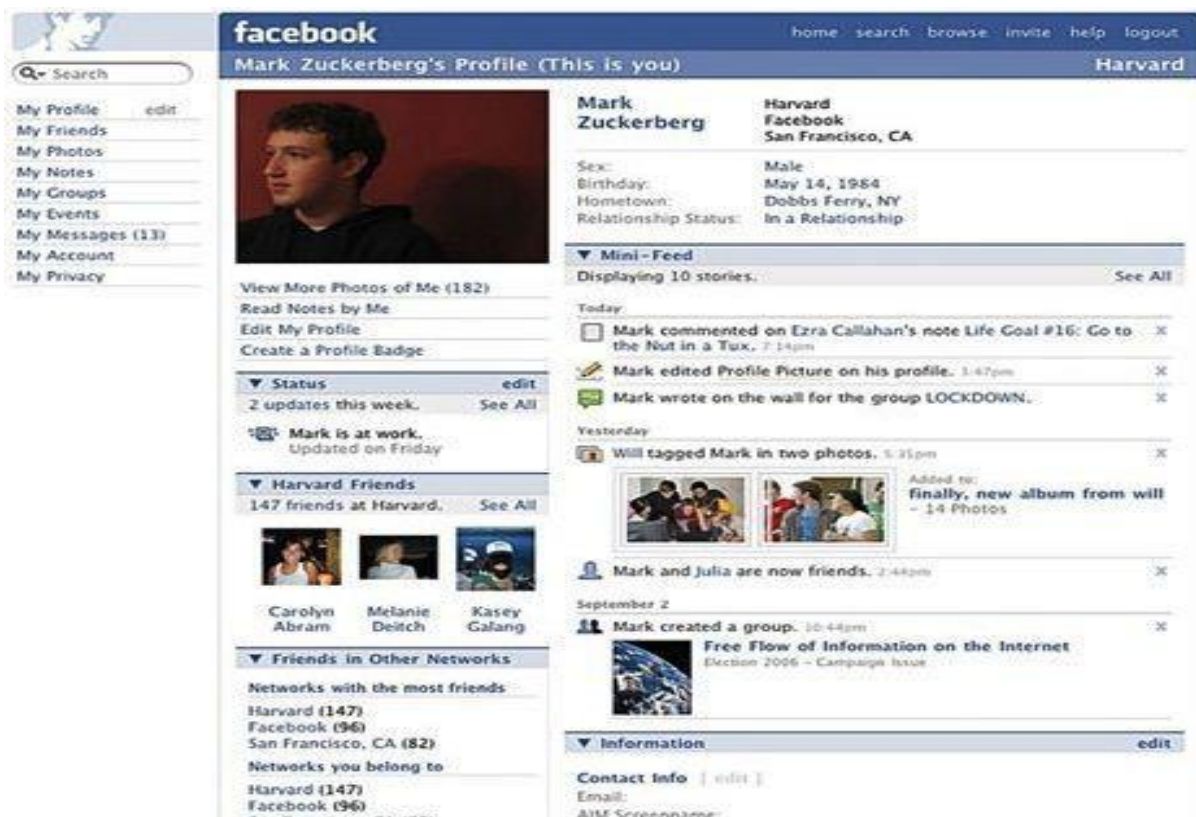 facebook
home search browse invite help logout
Search
Mark Zuckerberg's Profile (This is you)
Harvard
My Profile edit
My Friends
My Photos
My Notes
My Groups
My Events
My Messages (13)
My Account
My Privacy
View More Photos of Me (182)
Read Notes by Me
Edit My Profile
Create a Profile Badge
Status edit
2 updates this week. See All
Mark is at work.
Updated on Friday
Harvard Friends
147 friends at Harvard. See All
Carolyn Abram
Melanie Deitch
Kasey Galang
Friends in Other Networks
Networks with the most friends
Harvard (147)
Facebook (96)
San Francisco, CA (82)
Networks you belong to
Harvard (147)
Facebook (96)
Mark
Zuckerberg
Harvard
Facebook
San Francisco, CA
Sex: Male
Birthday: May 14, 1984
Hometown: Dobbs Ferry, NY
Relationship Status: In a Relationship
Mini-Feed
Displaying 10 stories. See All
Today
Mark commented on Ezra Callahan's note Life Goal #16: Go to
the Nut in a Tux. 7:14pm
Mark edited Profile Picture on his profile. 1:47pm
Mark wrote on the wall for the group LOCKDOWN.
Yesterday
Will tagged Mark in two photos. 5:35pm
Added to:
finally, new album from will
- 14 Photos
Mark and Julia are now friends. 2:44pm
September 2
Mark created a group. 10:44pm
Free Flow of Information on the Internet
Election 2006 - Campaign Issue
Information edit
Contact Info [ edit ]
Email:
AIM Screenname: